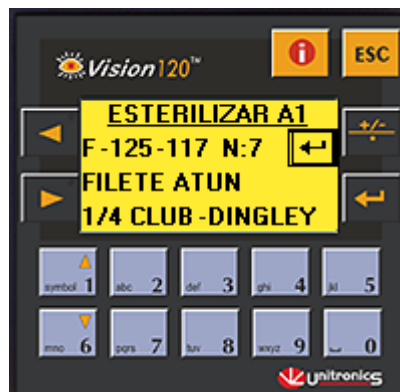 Vision120™
i
ESC
ESTERILIZAR A1
F-125-117 N:7
FILETE ATUN
1/4 CLUB-DINGLEY
+/-
symbol 1
abc 2
def 3
ghi 4
jkl 5
mno 6
pqrs 7
tuv 8
wxyz 9
0
unitronics